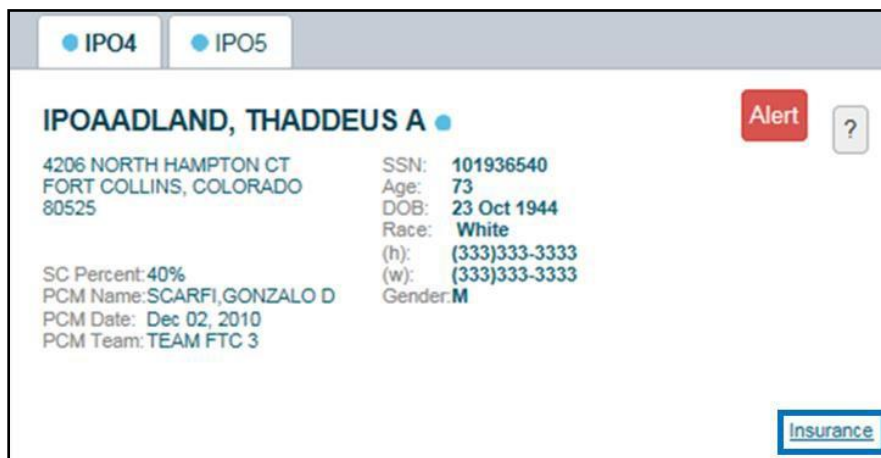 IPO4 IPO5
IPOAADLAND, THADDEUS A
Alert
?
4206 NORTH HAMPTON CT
FORT COLLINS, COLORADO
80525
SC Percent: 40%
PCM Name: SCARFI,GONZALO D
PCM Date: Dec 02, 2010
PCM Team: TEAM FTC 3
SSN: 101936540
Age: 73
DOB: 23 Oct 1944
Race: White
(h): (333)333-3333
(w): (333)333-3333
Gender: M
Insurance